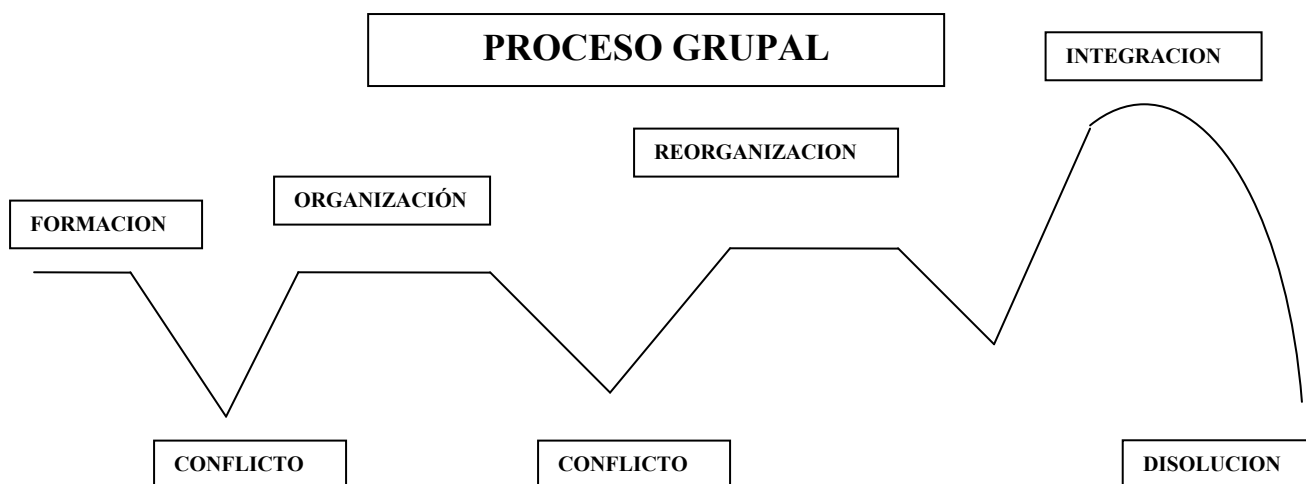 PROCESO GRUPAL
INTEGRACION
REORGANIZACION
ORGANIZACIÓN
FORMACION
CONFLICTO
CONFLICTO
DISOLUCION